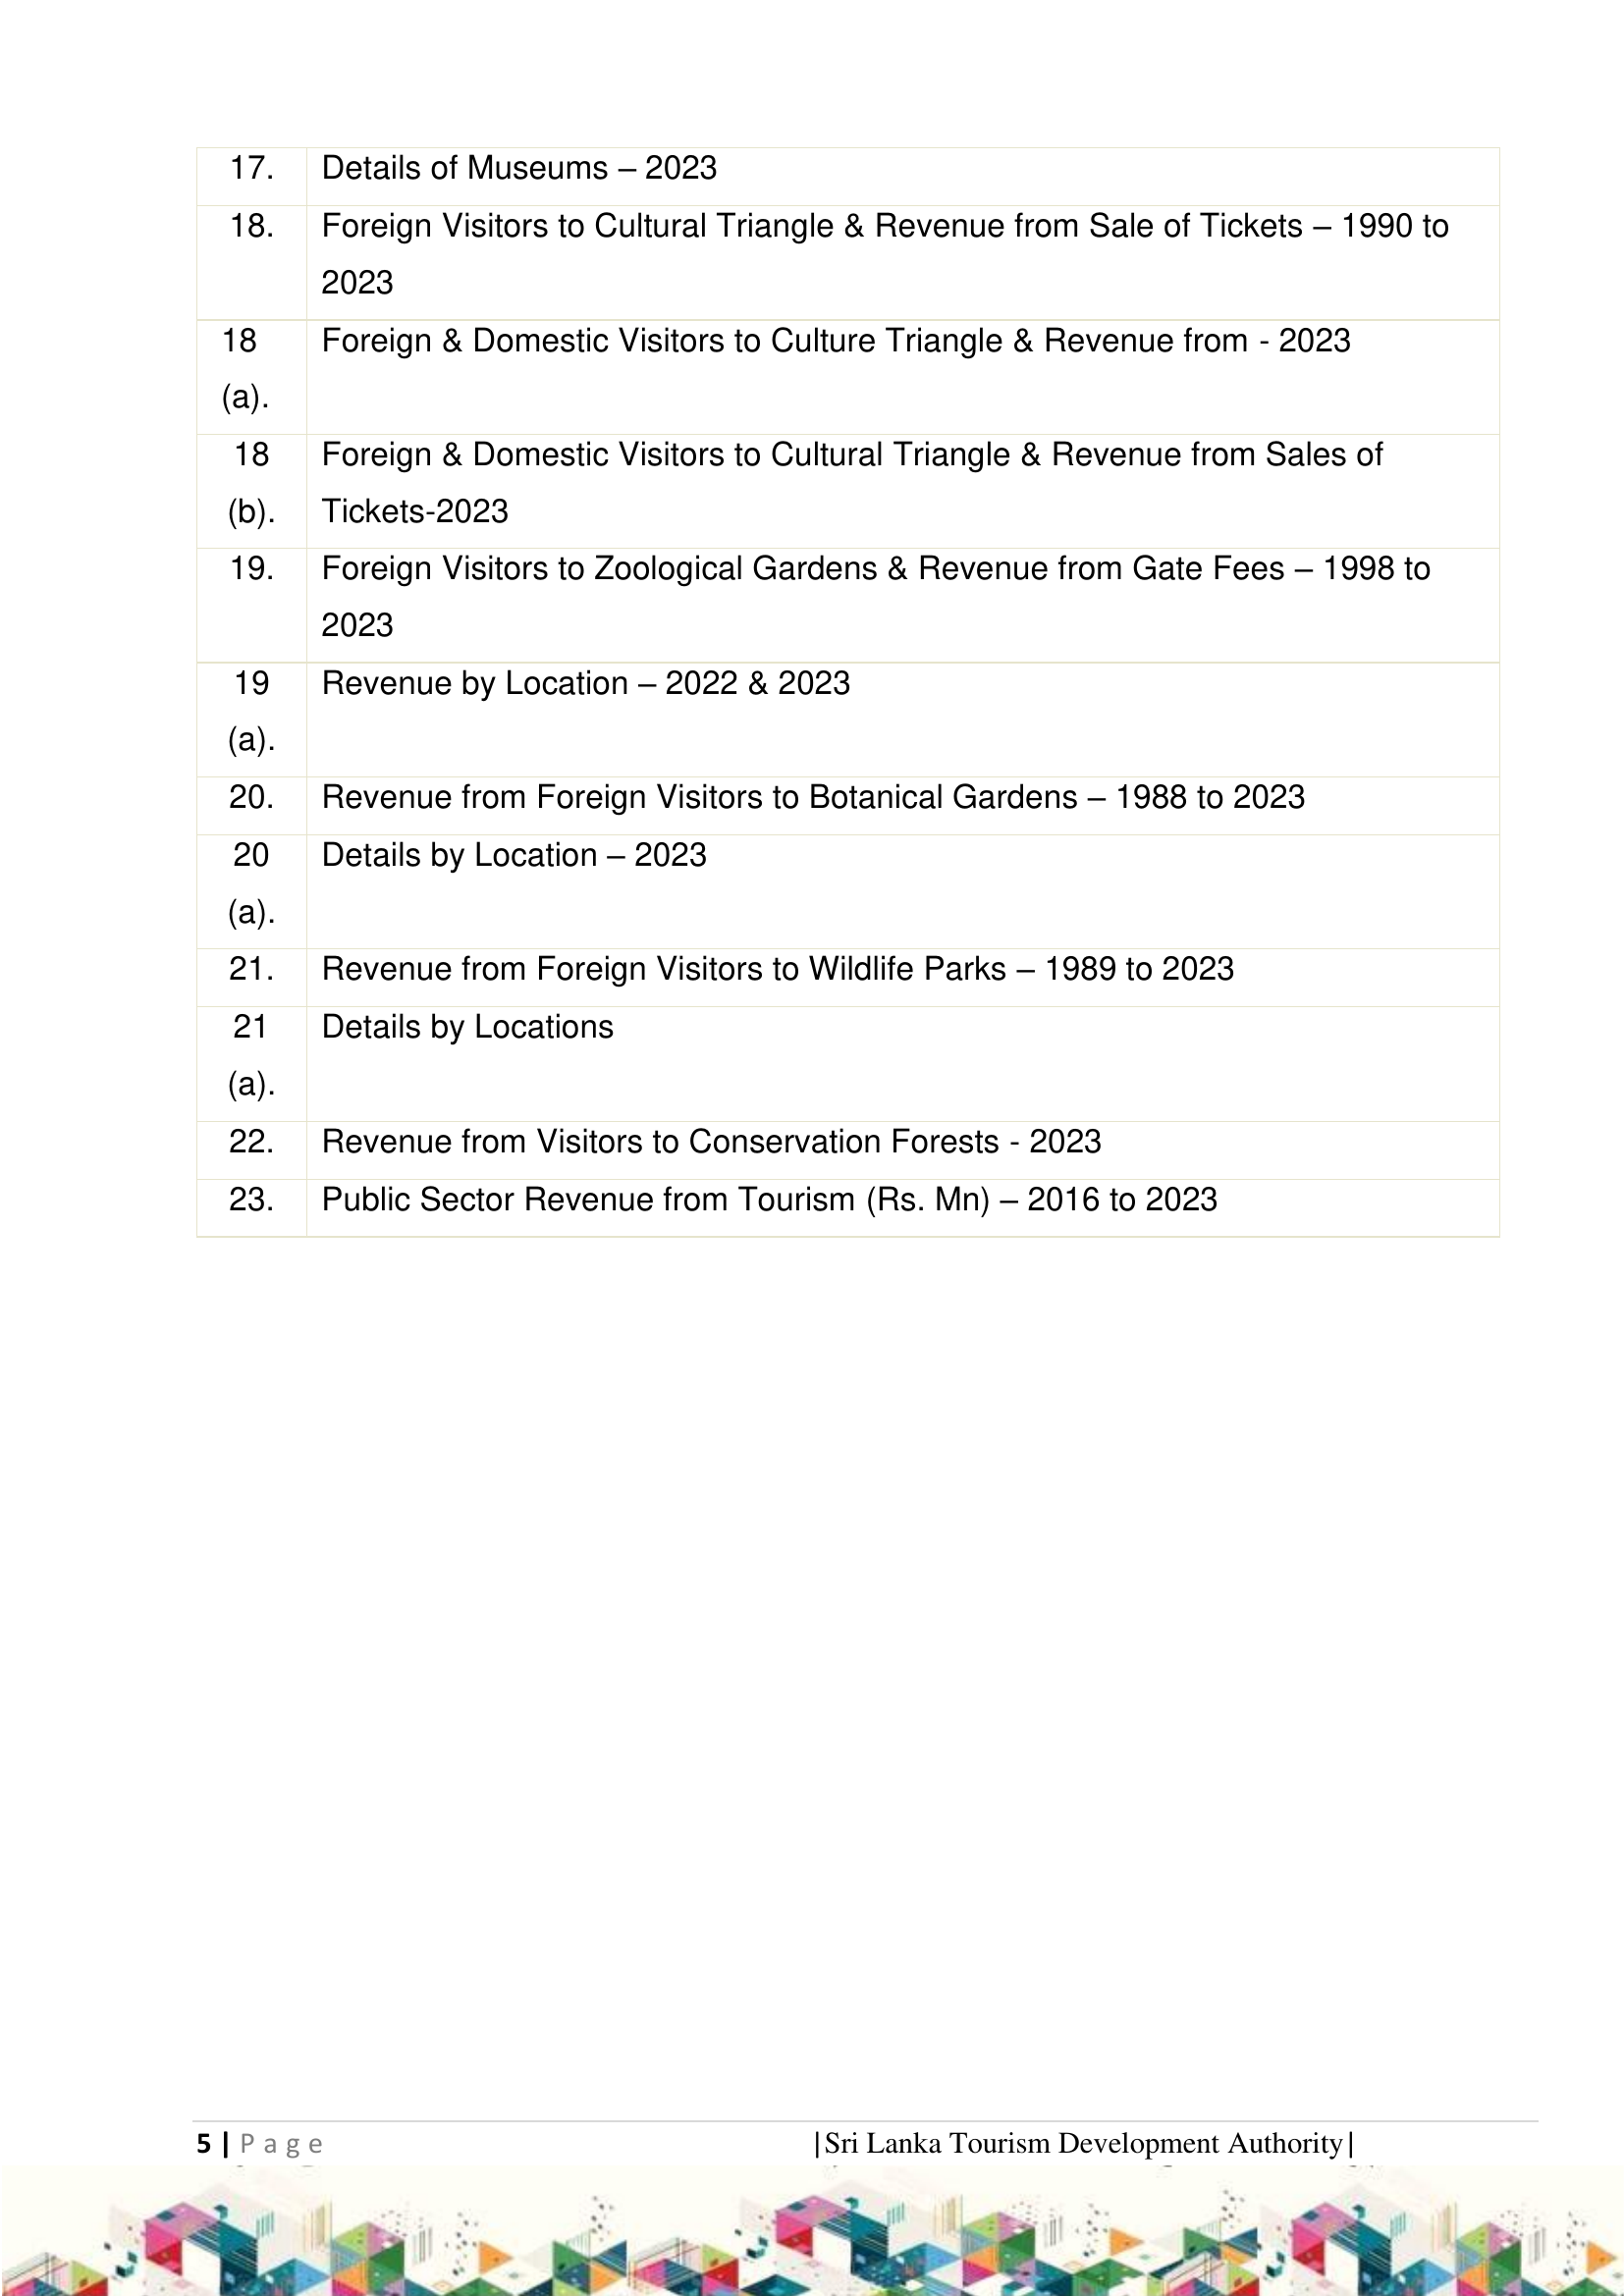 17. Details of Museums – 2023
18. Foreign Visitors to Cultural Triangle & Revenue from Sale of Tickets – 1990 to
2023
18 Foreign & Domestic Visitors to Culture Triangle & Revenue from - 2023
(a).
18 Foreign & Domestic Visitors to Cultural Triangle & Revenue from Sales of
(b). Tickets-2023
19. Foreign Visitors to Zoological Gardens & Revenue from Gate Fees – 1998 to
2023
19 Revenue by Location – 2022 & 2023
(a).
20. Revenue from Foreign Visitors to Botanical Gardens – 1988 to 2023
20 Details by Location – 2023
(a).
21. Revenue from Foreign Visitors to Wildlife Parks – 1989 to 2023
21 Details by Locations
(a).
22. Revenue from Visitors to Conservation Forests - 2023
23. Public Sector Revenue from Tourism (Rs. Mn) – 2016 to 2023
5 | Page |Sri Lanka Tourism Development Authority|